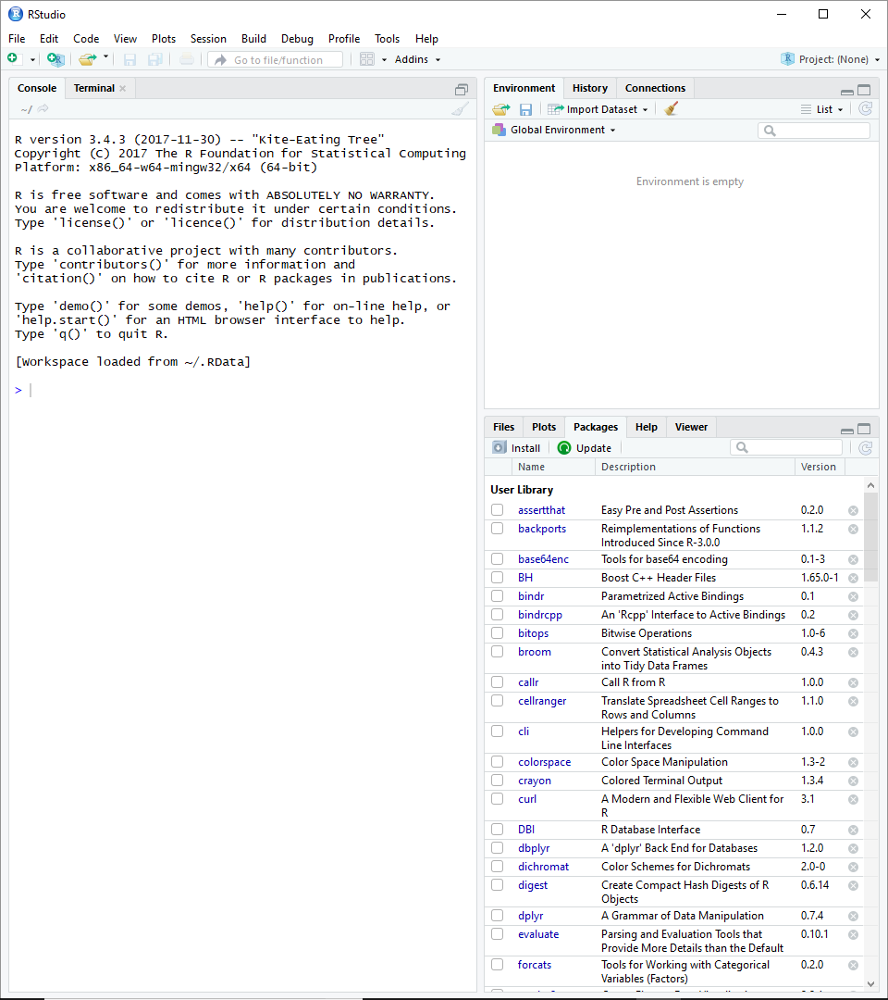 RStudio
File Edit Code View Plots Session Build Debug Profile Tools Help
Go to file/function Addins Project: (None)
Console Terminal
~/
R version 3.4.3 (2017-11-30) -- "Kite-Eating Tree"
Copyright (C) 2017 The R Foundation for Statistical Computing
Platform: x86_64-w64-mingw32/x64 (64-bit)
R is free software and comes with ABSOLUTELY NO WARRANTY.
You are welcome to redistribute it under certain conditions.
Type 'license()' or 'licence()' for distribution details.
R is a collaborative project with many contributors.
Type 'contributors()' for more information and
'citation()' on how to cite R or R packages in publications.
Type 'demo()' for some demos, 'help()' for on-line help, or
'help.start()' for an HTML browser interface to help.
Type 'q()' to quit R.
[Workspace loaded from ~/.RData]
>
Environment History Connections
Import Dataset List
Global Environment
Environment is empty
Files Plots Packages Help Viewer
Install Update
Name Description Version
User Library
assertthat Easy Pre and Post Assertions 0.2.0
backports Reimplementations of Functions 1.1.2
Introduced Since R-3.0.0
base64enc Tools for base64 encoding 0.1-3
BH Boost C++ Header Files 1.65.0-1
bindr Parametrized Active Bindings 0.1
bindrcpp An 'Rcpp' Interface to Active Bindings 0.2
bitops Bitwise Operations 1.0-6
broom Convert Statistical Analysis Objects 0.4.3
into Tidy Data Frames
callr Call R from R 1.0.0
cellranger Translate Spreadsheet Cell Ranges to 1.1.0
Rows and Columns
cli Helpers for Developing Command 1.0.0
Line Interfaces
colorspace Color Space Manipulation 1.3-2
crayon Colored Terminal Output 1.3.4
curl A Modern and Flexible Web Client for 3.1
R
DBI R Database Interface 0.7
dbplyr A 'dplyr' Back End for Databases 1.2.0
dichromat Color Schemes for Dichromats 2.0-0
digest Create Compact Hash Digests of R 0.6.14
Objects
dplyr A Grammar of Data Manipulation 0.7.4
evaluate Parsing and Evaluation Tools that 0.10.1
Provide More Details than the Default
forcats Tools for Working with Categorical 0.2.0
Variables (Factors)